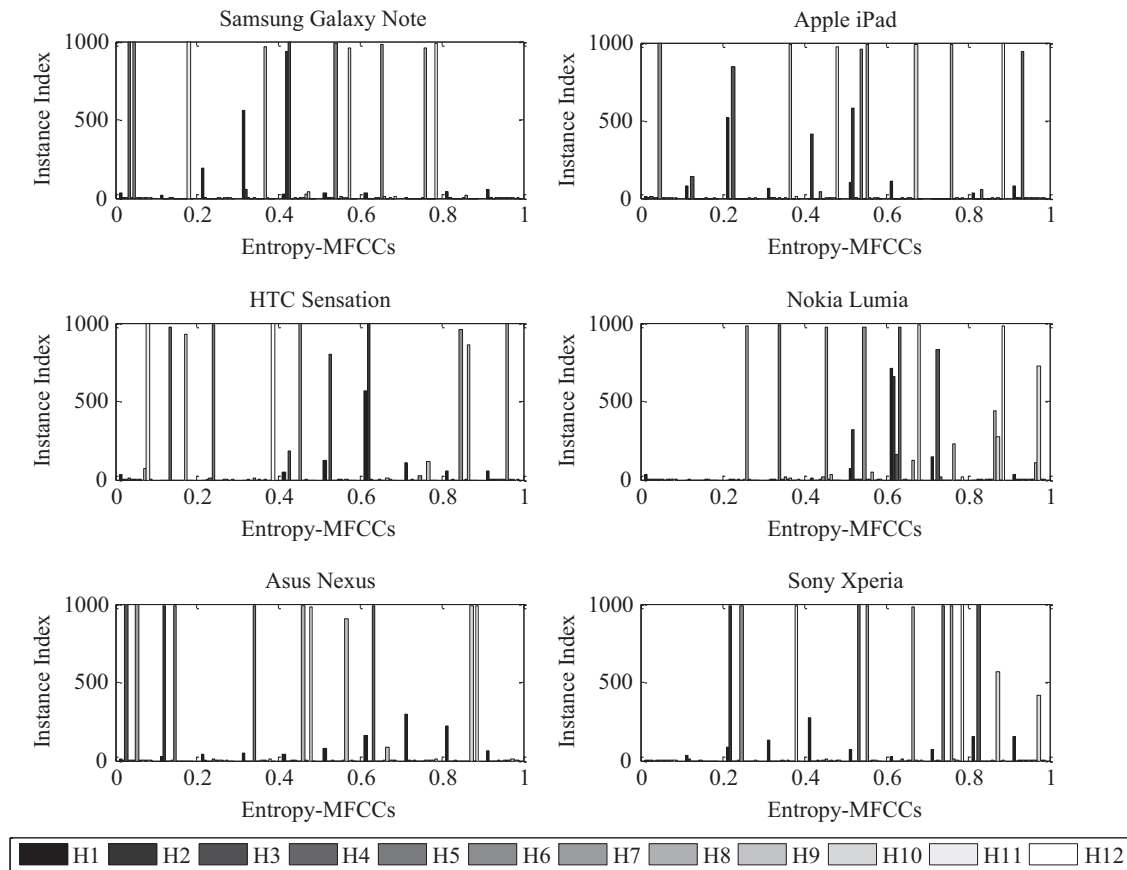 Samsung Galaxy Note
Apple iPad
Instance Index
1000
500
0
0 0.2 0.4 0.6 0.8 1
Entropy-MFCCs
Instance Index
1000
500
0
0 0.2 0.4 0.6 0.8 1
Entropy-MFCCs
HTC Sensation
Nokia Lumia
Instance Index
1000
500
0
0 0.2 0.4 0.6 0.8 1
Entropy-MFCCs
Instance Index
1000
500
0
0 0.2 0.4 0.6 0.8 1
Entropy-MFCCs
Asus Nexus
Sony Xperia
Instance Index
1000
500
0
0 0.2 0.4 0.6 0.8 1
Entropy-MFCCs
Instance Index
1000
500
0
0 0.2 0.4 0.6 0.8 1
Entropy-MFCCs
H1 H2 H3 H4 H5 H6 H7 H8 H9 H10 H11 H12